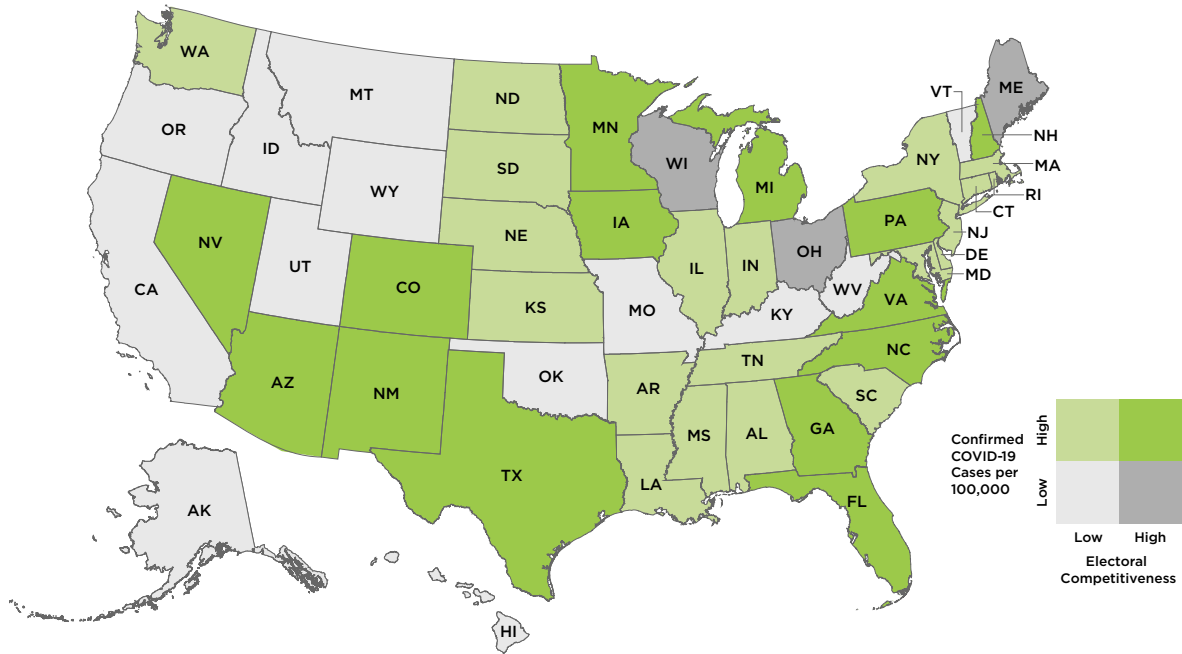 WA
MT
ND
MN
ME
VT
OR
ID
NH
WI
NY
MA
SD
WY
MI
RI
CT
NV
IA
PA
NJ
NE
OH
DE
UT
IL
IN
MD
CA
CO
WV
VA
KS
MO
KY
NC
TN
AZ
NM
OK
AR
SC
MS
AL
GA
TX
LA
FL
AK
HI
Confirmed
COVID-19
Cases per
100,000
High
Low
Low High
Electoral
Competitiveness